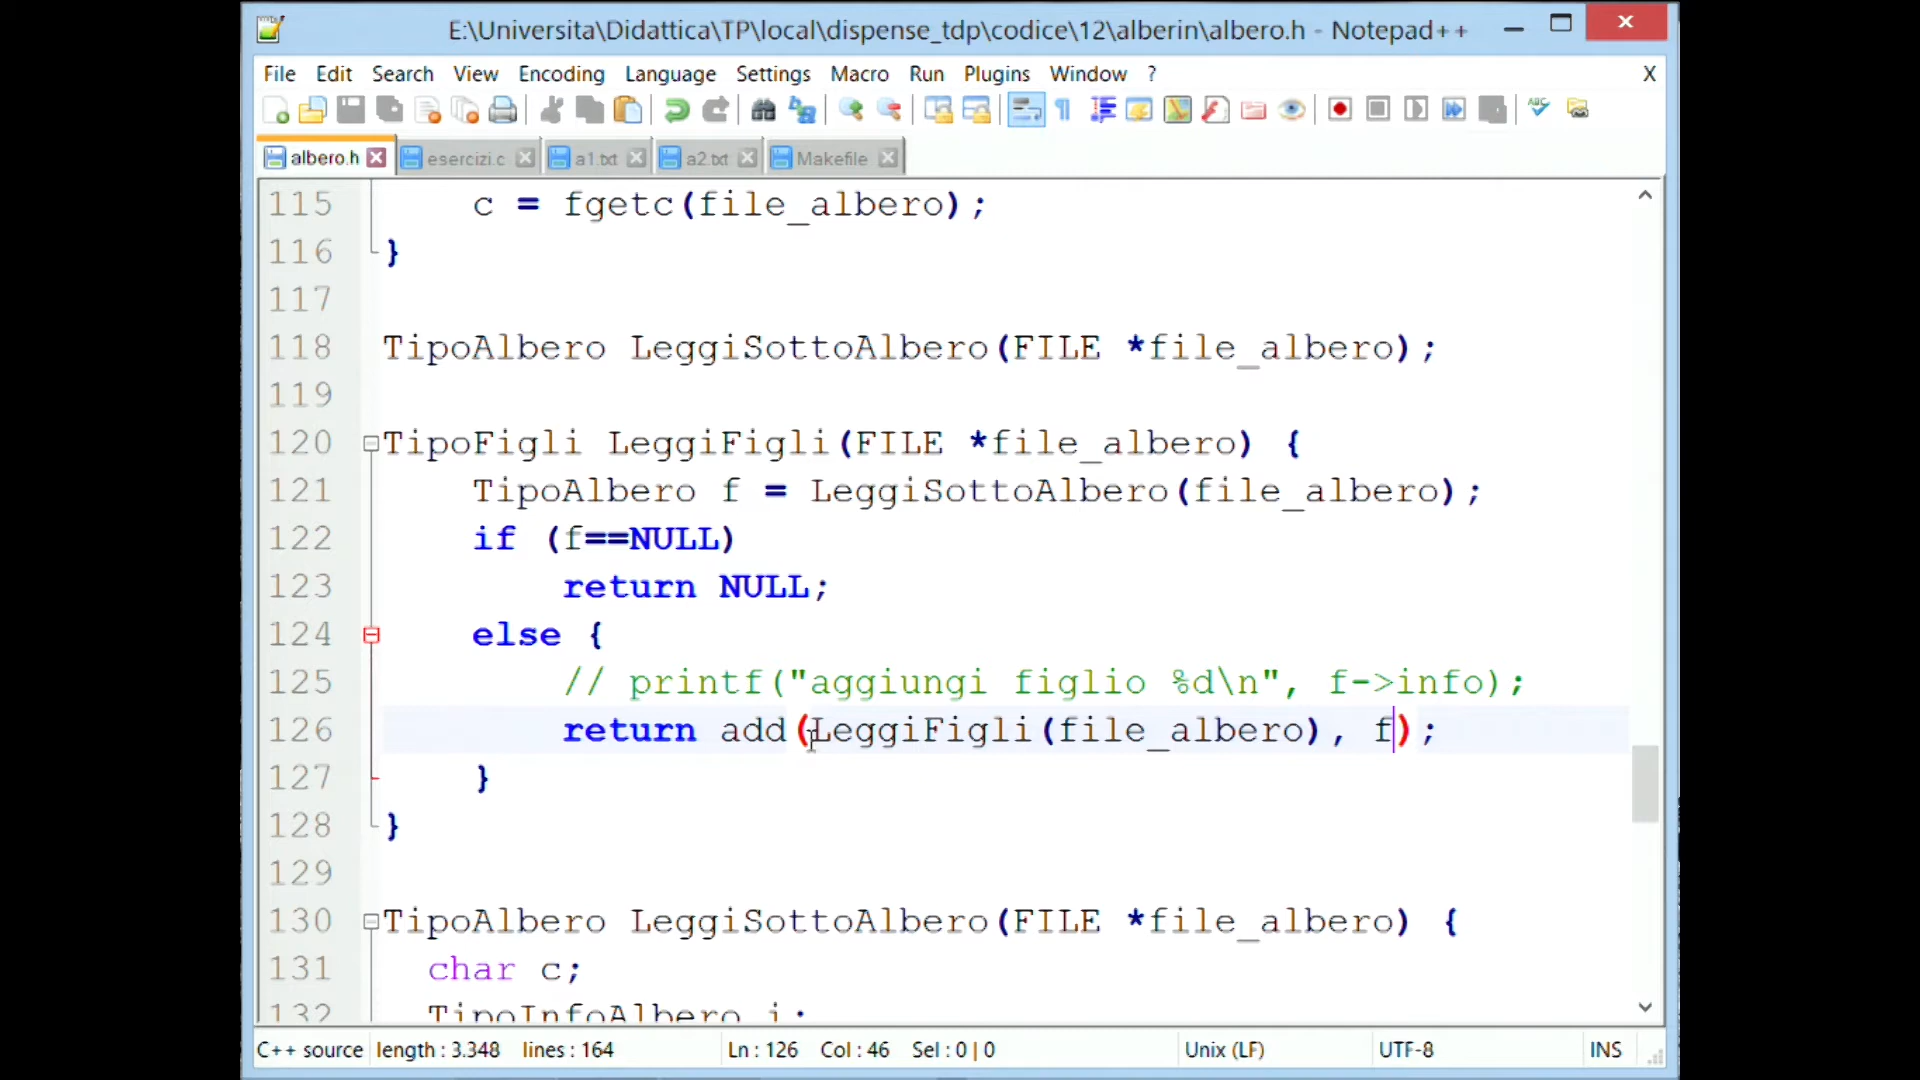 E:\Universita\Didattica\TP\local\dispense_tdp\codice\12\alberin\albero.h - Notepad++
File Edit Search View Encoding Language Settings Macro Run Plugins Window ? X
albero.h esercizi.c a1.txt a2.txt Makefile
115 c = fgetc(file_albero);
116 }
117
118 TipoAlbero LeggiSottoAlbero(FILE *file_albero);
119
120 TipoFigli LeggiFigli(FILE *file_albero) {
121 TipoAlbero f = LeggiSottoAlbero(file_albero);
122 if (f==NULL)
123 return NULL;
124 else {
125 // printf("aggiungi figlio %d\n", f->info);
126 return add(LeggiFigli(file_albero), f);
127 }
128 }
129
130 TipoAlbero LeggiSottoAlbero(FILE *file_albero) {
131 char c;
132 TipoInfoAlbero i;
C++ source length : 3.348 lines : 164 Ln : 126 Col : 46 Sel : 0 | 0 Unix (LF) UTF-8 INS